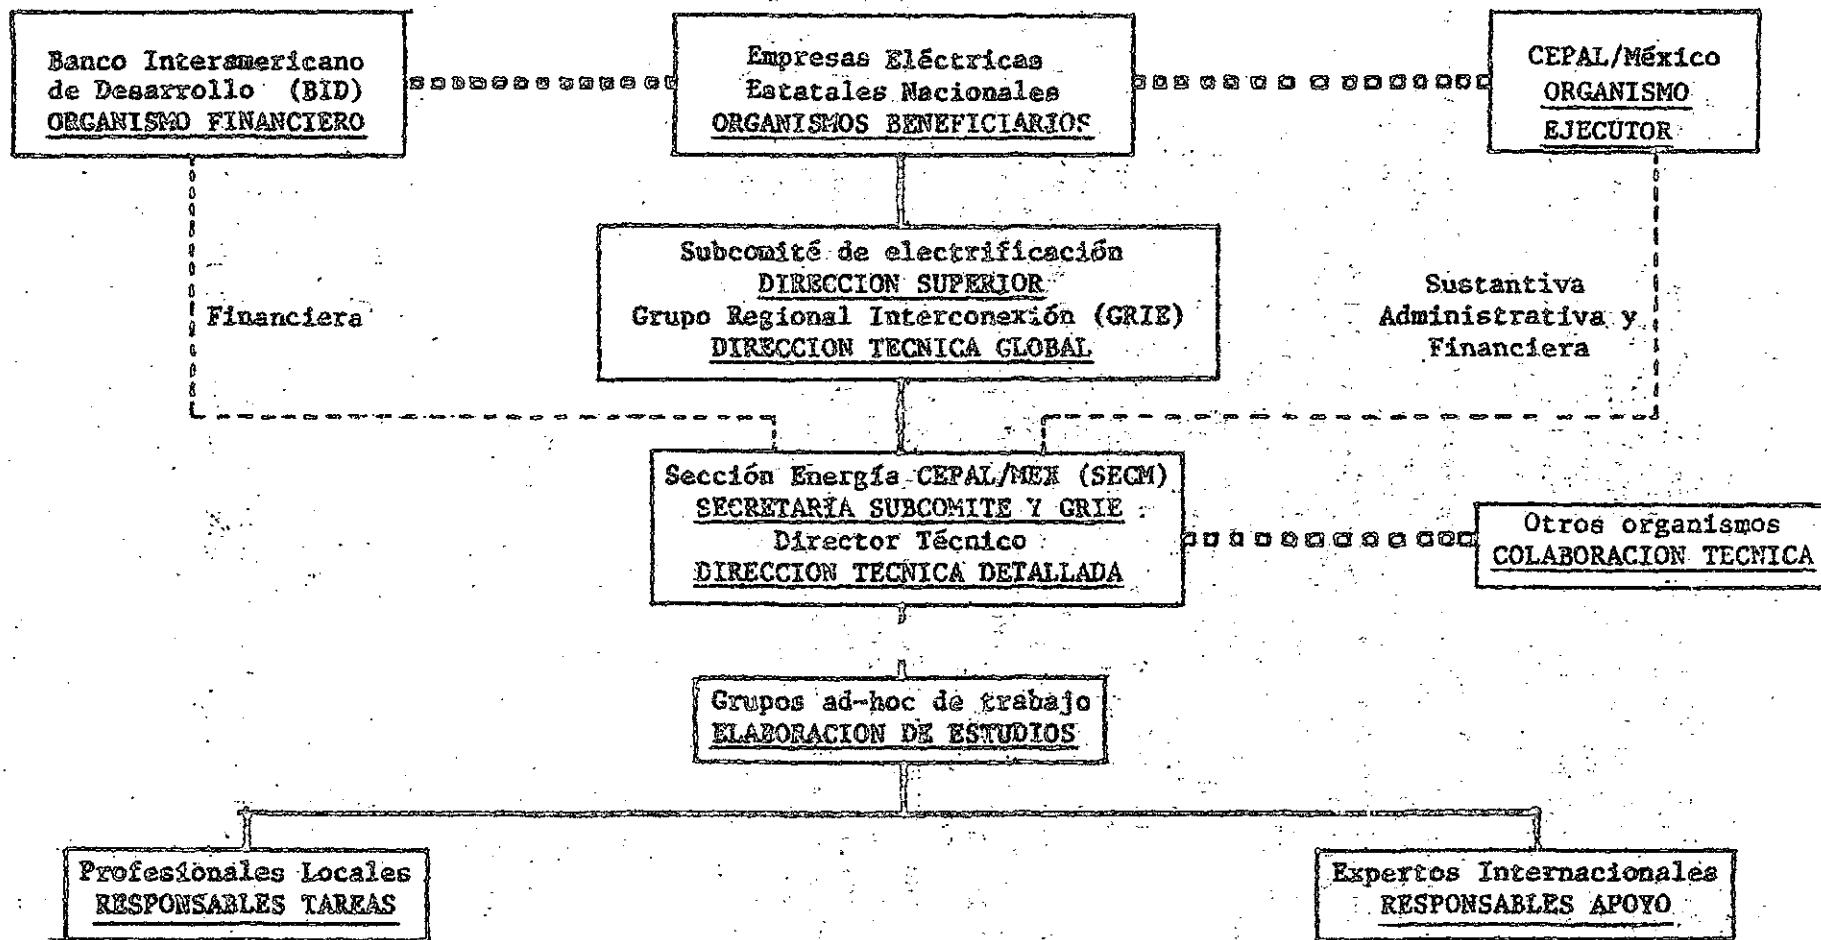 Banco Interamericano
de Desarrollo (BID)
ORGANISMO FINANCIERO
Empresas Eléctricas
Estatales Nacionales
ORGANISMOS BENEFICIARIOS
CEPAL/México
ORGANISMO
EJECUTOR
Subcomité de electrificación
DIRECCION SUPERIOR
Grupo Regional Interconexión (GRIE)
DIRECCION TECNICA GLOBAL
Financiera
Sustantiva
Administrativa y
Financiera
Sección Energía CEPAL/MEX (SECM)
SECRETARÍA SUBCOMITE Y GRIE
Director Técnico
DIRECCION TECNICA DETALLADA
Otros organismos
COLABORACION TECNICA
Grupos ad-hoc de trabajo
ELABORACION DE ESTUDIOS
Profesionales Locales
RESPONSABLES TAREAS
Expertos Internacionales
RESPONSABLES APOYO